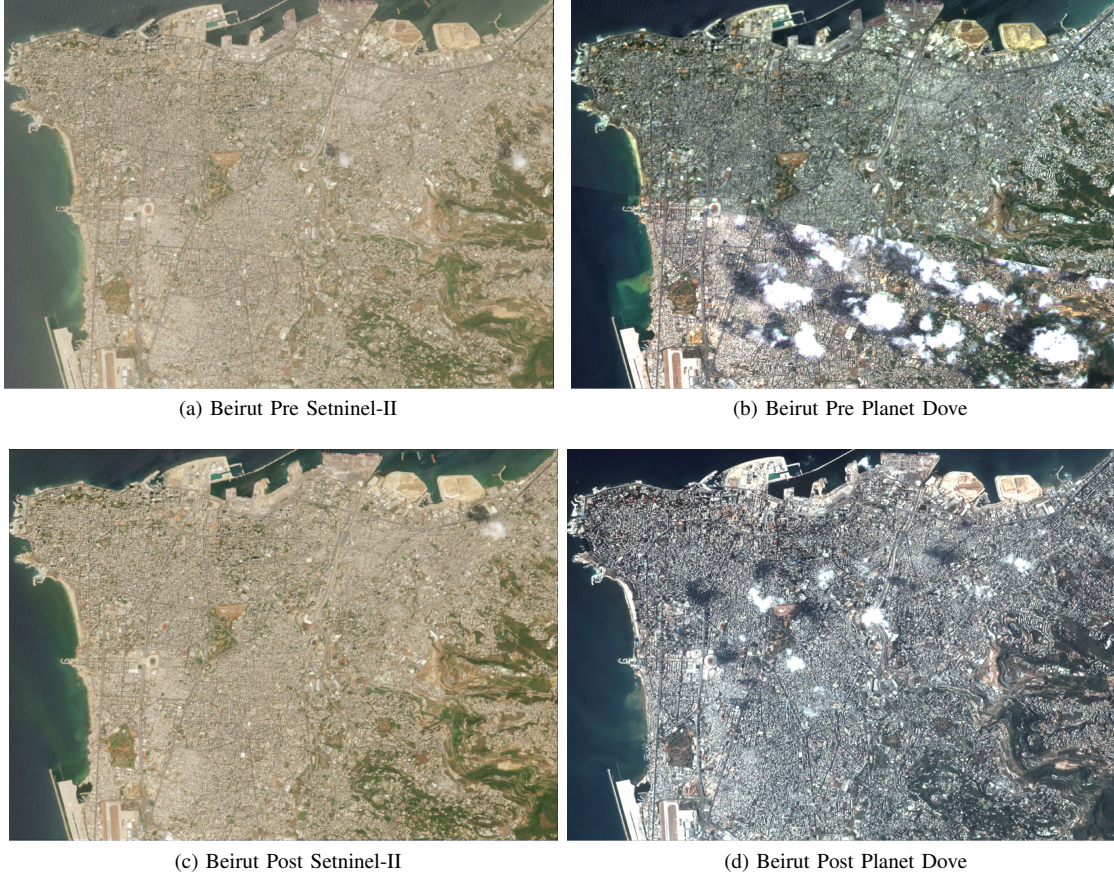 (a) Beirut Pre Setninel-II
(b) Beirut Pre Planet Dove
(c) Beirut Post Setninel-II
(d) Beirut Post Planet Dove